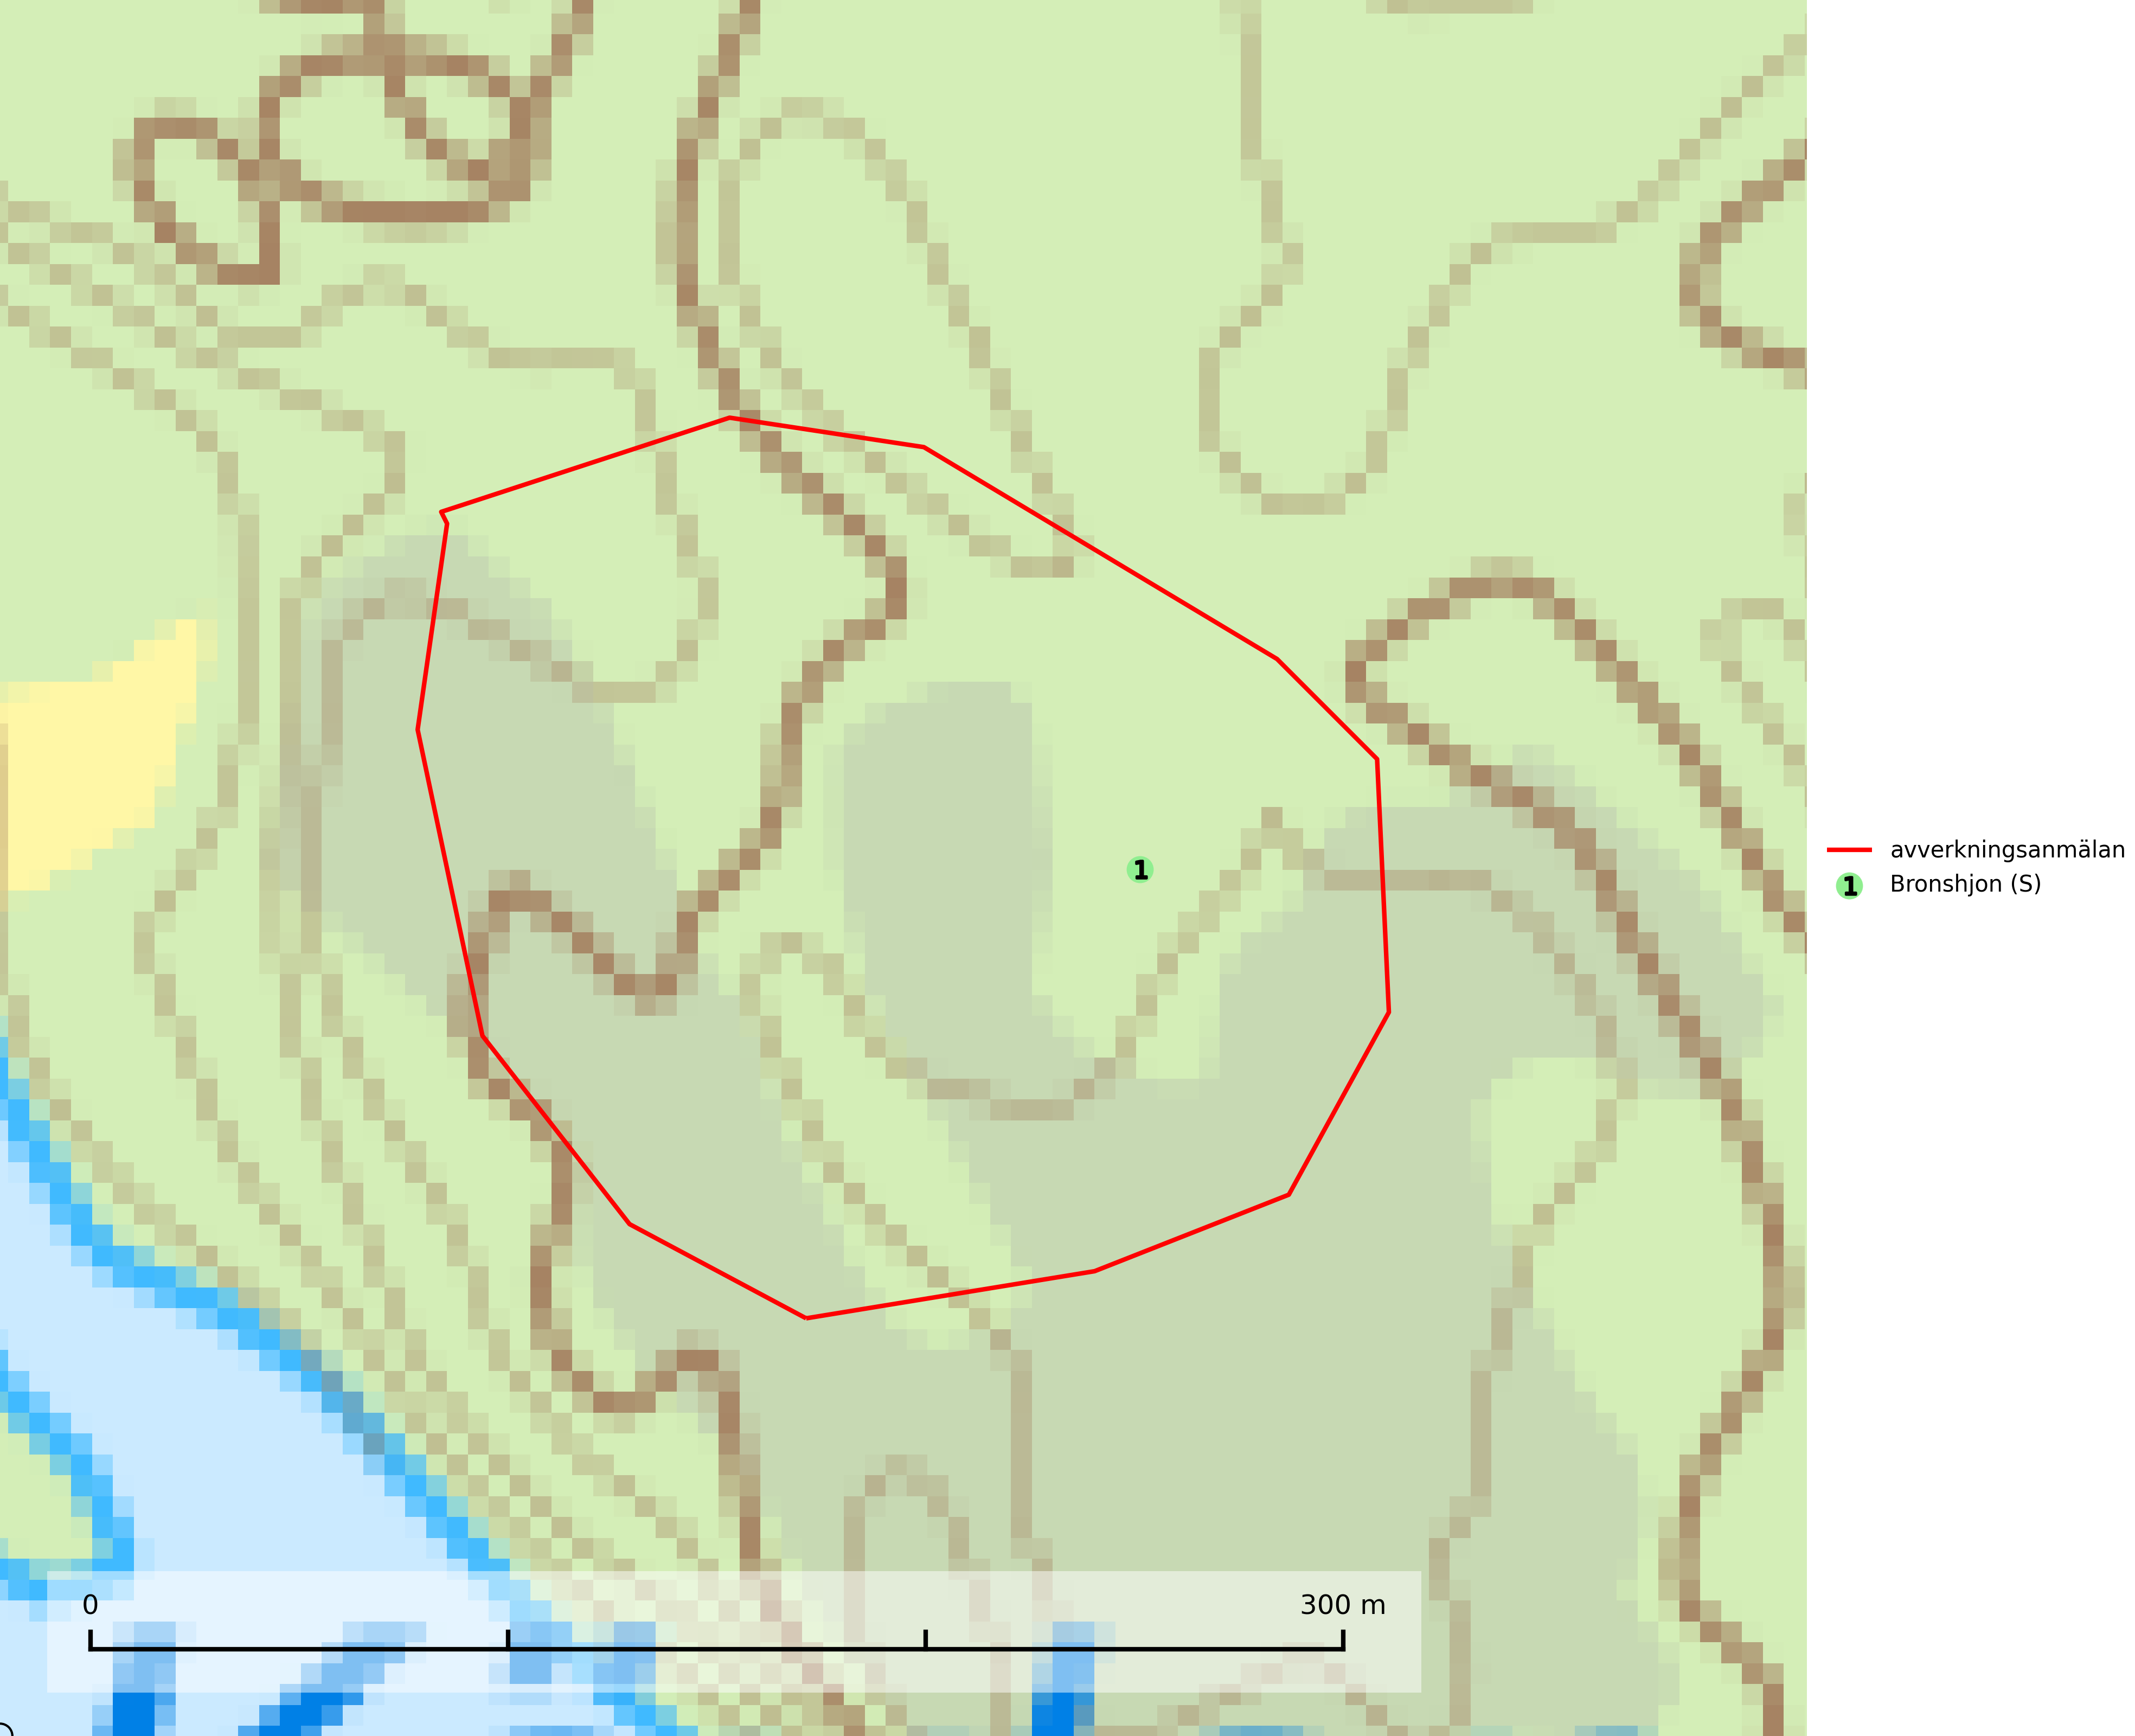 1
avverkningsanmälan
1 Bronshjon (S)
0 300 m